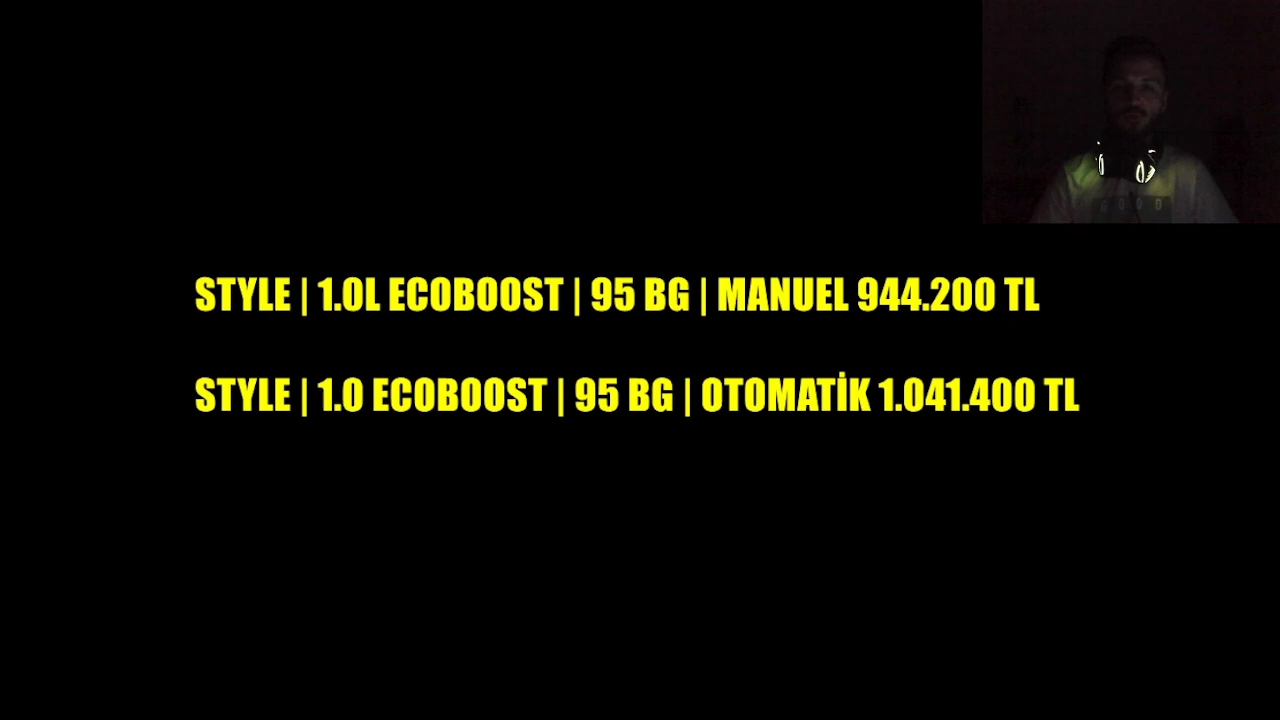 GOOD
STYLE | 1.0L ECOBOOST | 95 BG | MANUEL 944.200 TL
STYLE | 1.0 ECOBOOST | 95 BG | OTOMATİK 1.041.400 TL